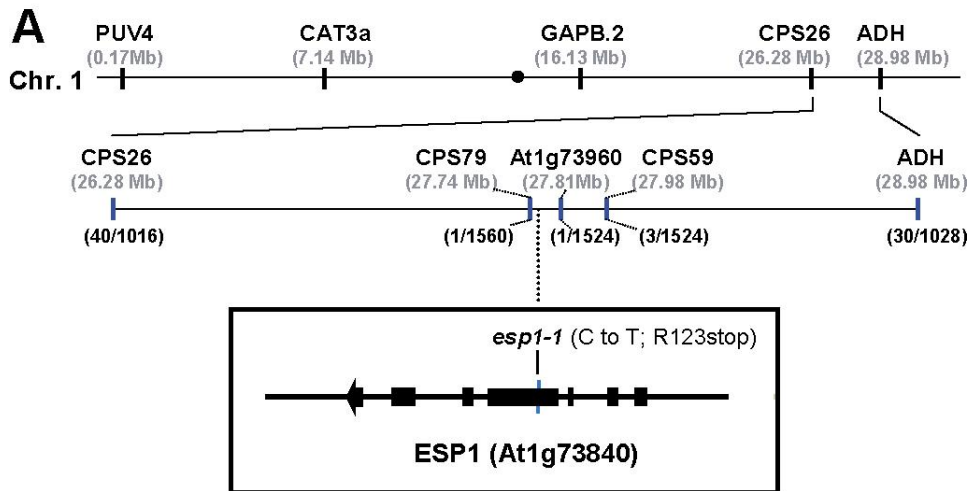 A
PUV4 CAT3a GAPB.2 CPS26 ADH
(0.17Mb) (7.14 Mb) (16.13 Mb) (26.28 Mb) (28.98 Mb)
Chr. 1
CPS26 CPS79 At1g73960 CPS59 ADH
(26.28 Mb) (27.74 Mb) (27.81Mb) (27.98 Mb) (28.98 Mb)
(40/1016) (1/1560) (1/1524) (3/1524) (30/1028)
esp1-1 (C to T; R123stop)
ESP1 (At1g73840)